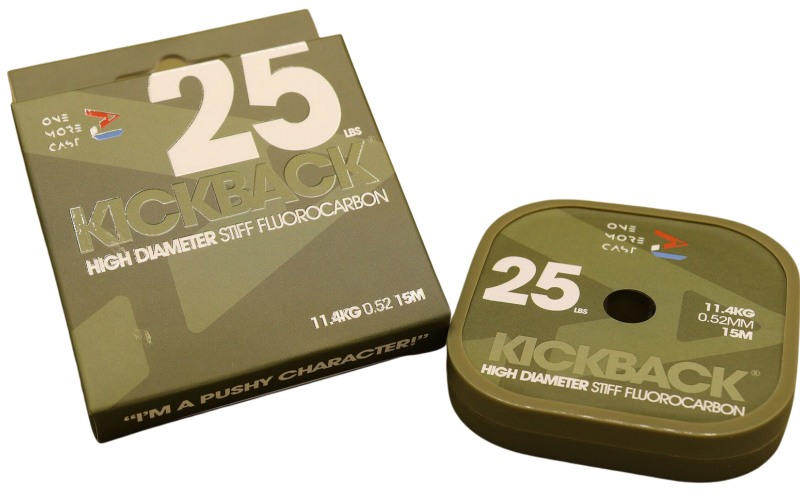 ONE
MORE
CAST
25
LBS
KICKBACK®
HIGH DIAMETER STIFF FLUOROCARBON
11.4KG 0.52 15M
“I'M A PUSHY CHARACTER!”
ONE
MORE
CAST
25
LBS
11.4KG
0.52MM
15M
KICKBACK®
HIGH DIAMETER STIFF FLUOROCARBON